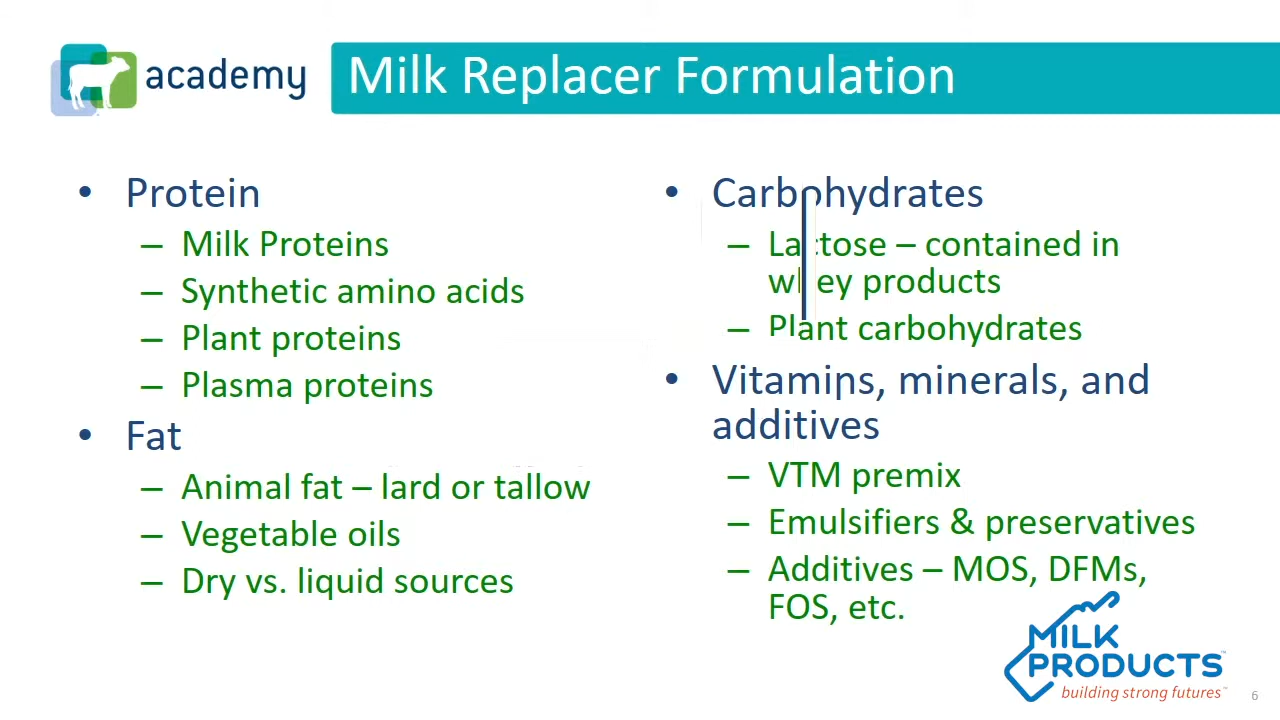 academy
Milk Replacer Formulation
• Protein
– Milk Proteins
– Synthetic amino acids
– Plant proteins
– Plasma proteins
• Fat
– Animal fat – lard or tallow
– Vegetable oils
– Dry vs. liquid sources
• Carbohydrates
– Lactose – contained in
whey products
– Plant carbohydrates
• Vitamins, minerals, and
additives
– VTM premix
– Emulsifiers & preservatives
– Additives – MOS, DFMs,
FOS, etc.
MILK
PRODUCTS™
building strong futures™
6